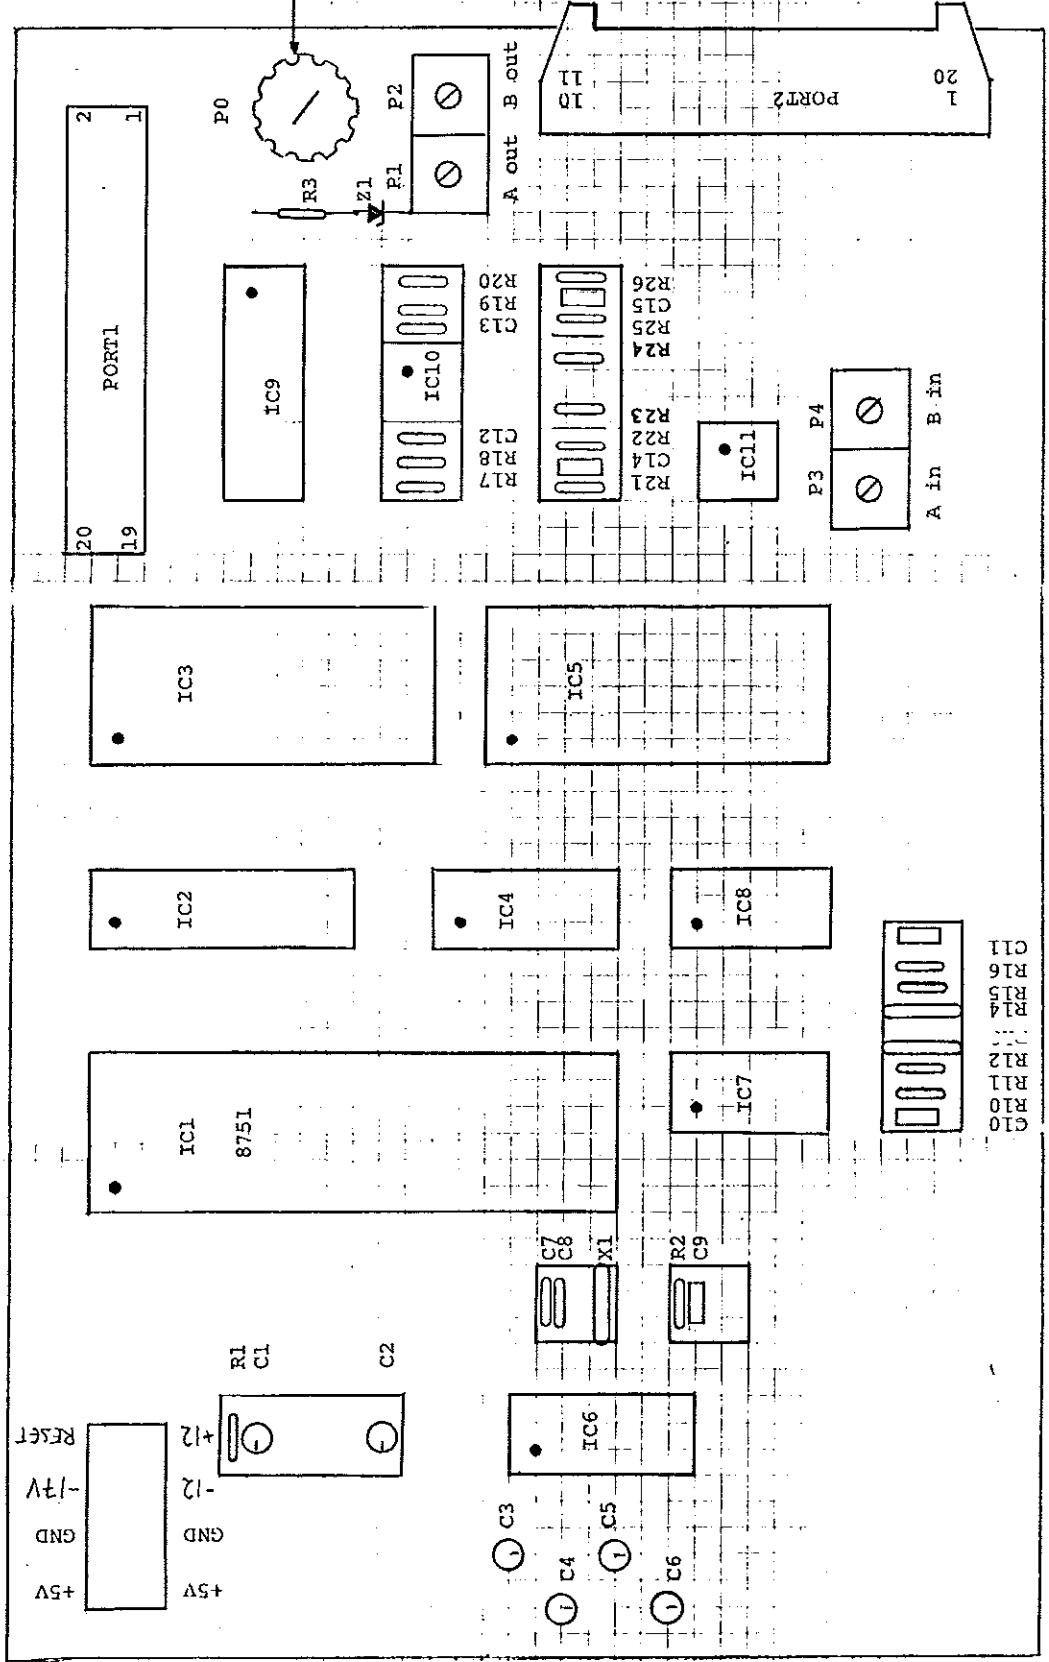 P0
P2
B out
P1
A out
R3
Z1
2
1
PORT1
20
19
11
10
PORT2
20
1
IC9
R20
R19
C13
IC10
C12
R18
R17
R26
C15
R25
R24
R23
R22
C14
R21
IC11
P4
B in
P3
A in
IC3
IC5
IC2
IC4
IC8
C11
R16
R15
R14
R12
R11
R10
C10
IC1
8751
IC7
C7
C8
X1
R2
C9
R1
C1
C2
IC6
RESET
-17V
GND
+5V
+12
-12
GND
+5V
C3
C4
C5
C6